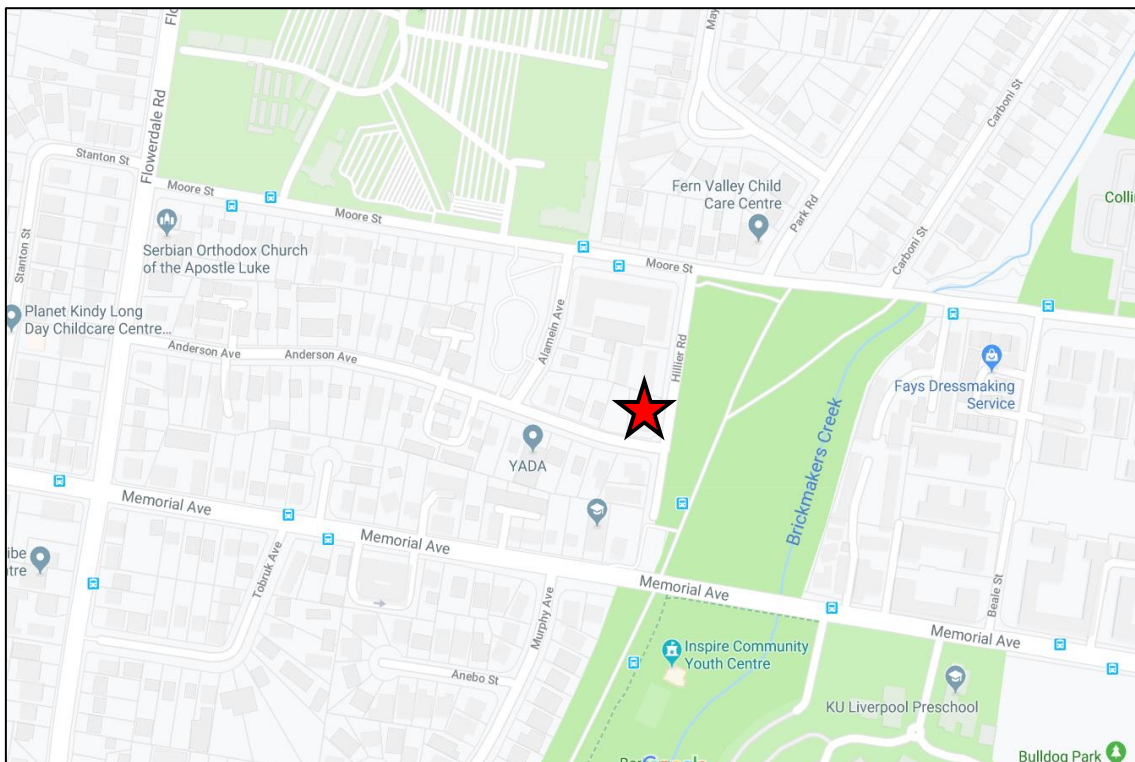 Flo
May
Flowerdale Rd
Carboni St
Stanton St
Moore St
Moore St
Fern Valley Child
Care Centre
Park Rd
Colli
Serbian Orthodox Church
of the Apostle Luke
Carboni St
Stanton St
Moore St
Planet Kindy Long
Day Childcare Centre...
Alamein Ave
Hillier Rd
Anderson Ave
Anderson Ave
Fays Dressmaking
Service
Brickmakers Creek
YADA
Memorial Ave
Memorial Ave
Tobruk Ave
Memorial Ave
Beale St
Murphy Ave
Memorial Ave
Inspire Community
Youth Centre
Anebo St
KU Liverpool Preschool
Bulldog Park